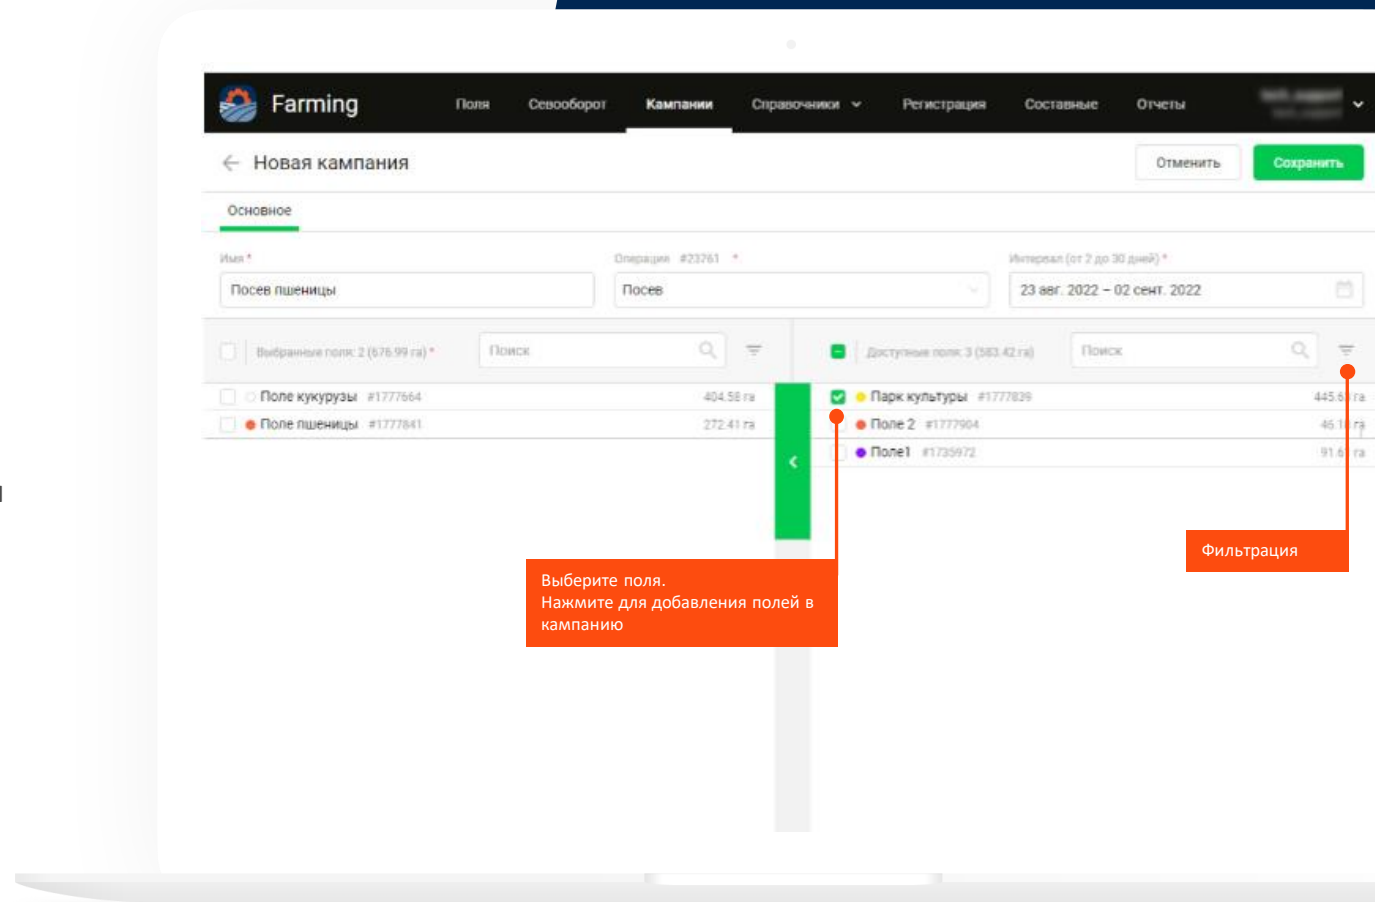 Farming
Поля
Севооборот
Кампании
Справочники
Регистрация
Составные
Отчеты
Новая кампания
Отменить
Сохранить
Основное
Имя *
Операция #23761 *
Интервал (от 2 до 30 дней) *
Посев пшеницы
Посев
23 авг. 2022 – 02 сент. 2022
Выбранные поля: 2 (676.99 га) *
Поиск
Доступные поля: 3 (583.42 га)
Поиск
Поле кукурузы #1777664
404.58 га
Парк культуры #1777839
га
Поле пшеницы #1777841
272.41 га
Поле 2 #1777904
га
Поле1 #1735972
га
Фильтрация
Выберите поля.
Нажмите для добавления полей в
кампанию